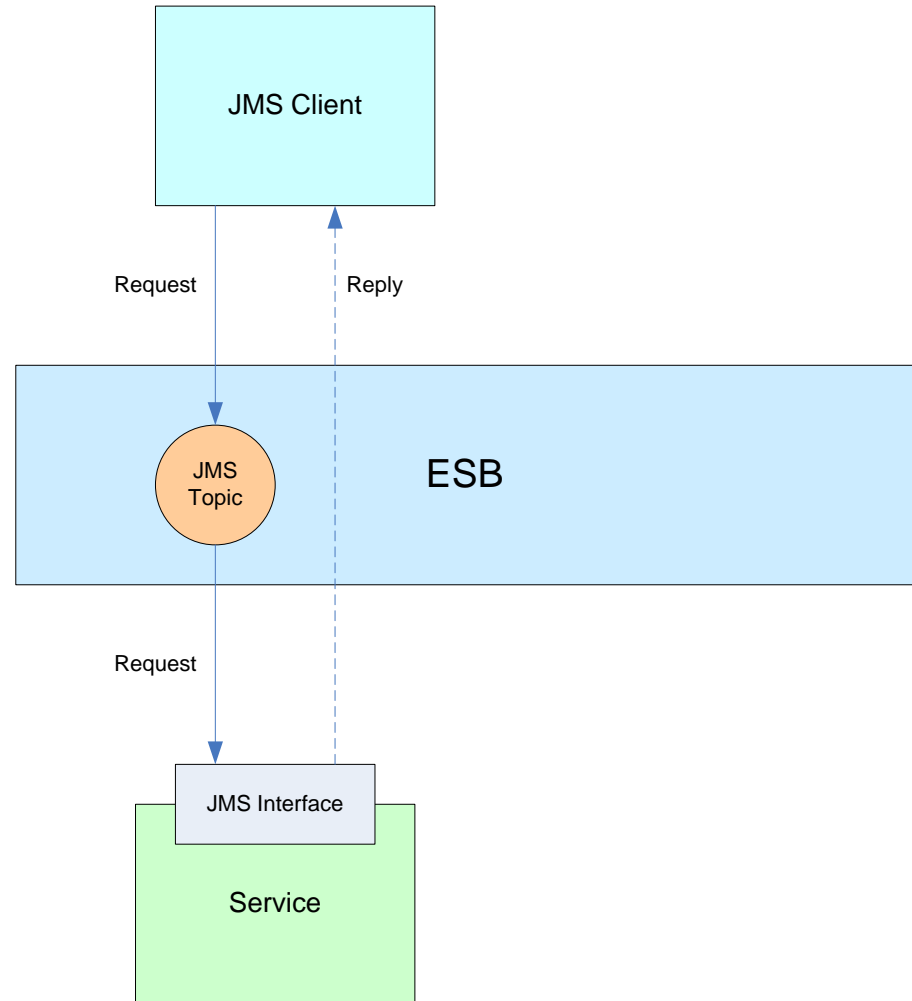 JMS Client
Request
Reply
JMS
Topic
ESB
Request
JMS Interface
Service